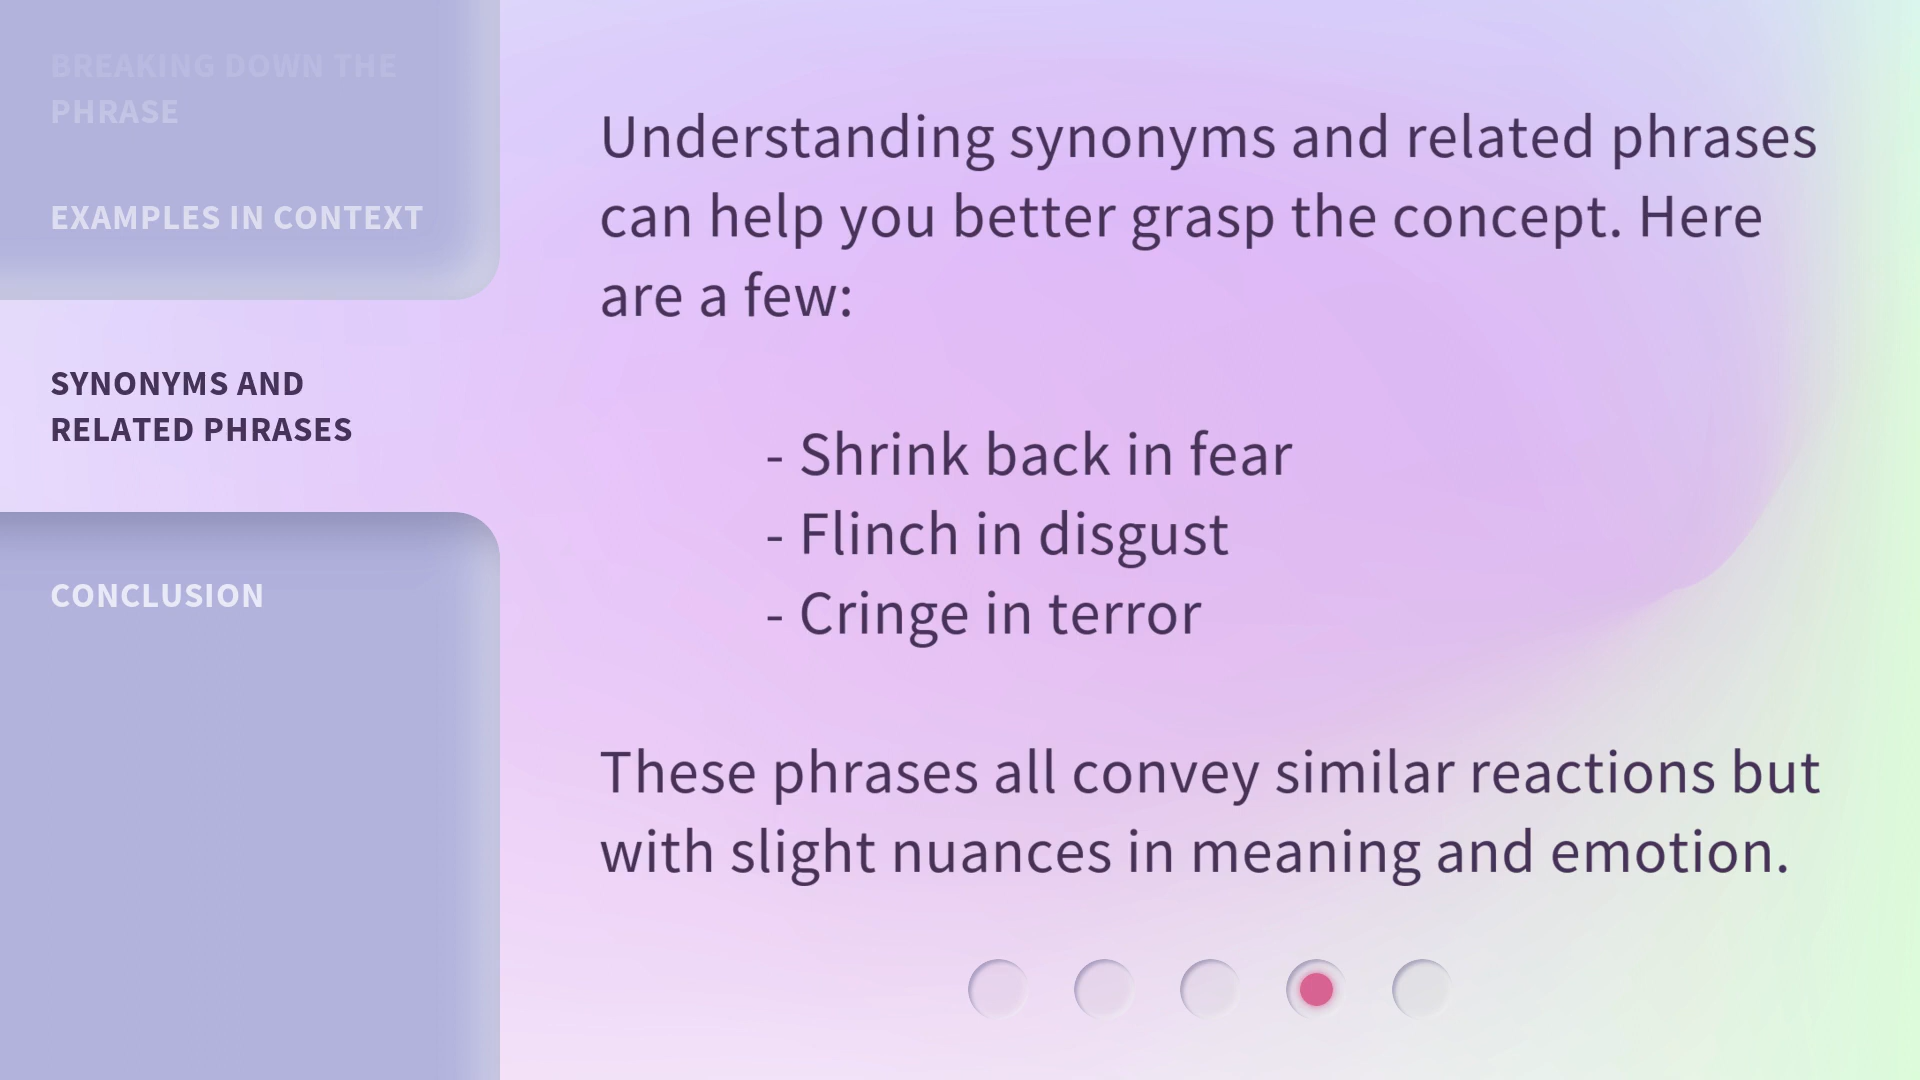 BREAKING DOWN THE
PHRASE
EXAMPLES IN CONTEXT
SYNONYMS AND
RELATED PHRASES
CONCLUSION
Understanding synonyms and related phrases
can help you better grasp the concept. Here
are a few:
- Shrink back in fear
- Flinch in disgust
- Cringe in terror
These phrases all convey similar reactions but
with slight nuances in meaning and emotion.